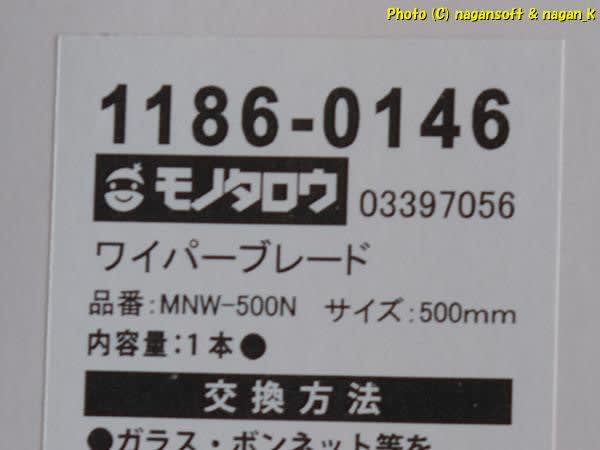 Photo (C) nagansoft & nagan_k
1186-0146
モノタロウ 03397056
ワイパーブレード
品番:MNW-500N サイズ:500mm
内容量:1本●
交換方法
●ガラス・ボンネット等を